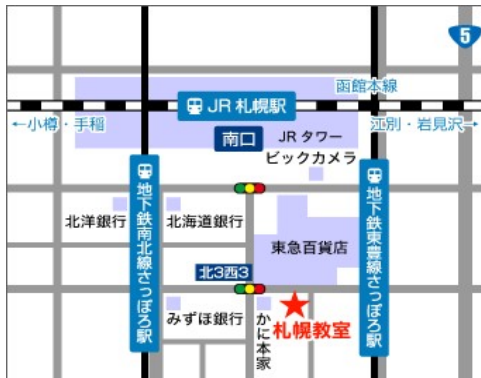 5
函館本線
JR 札幌駅
←小樽・手稲
江別・岩見沢→
南口
JR タワー
ビックカメラ
地下鉄南北線さっぽろ駅
地下鉄東豊線さっぽろ駅
北洋銀行
北海道銀行
東急百貨店
北3西3
みずほ銀行
かに本家
札幌教室